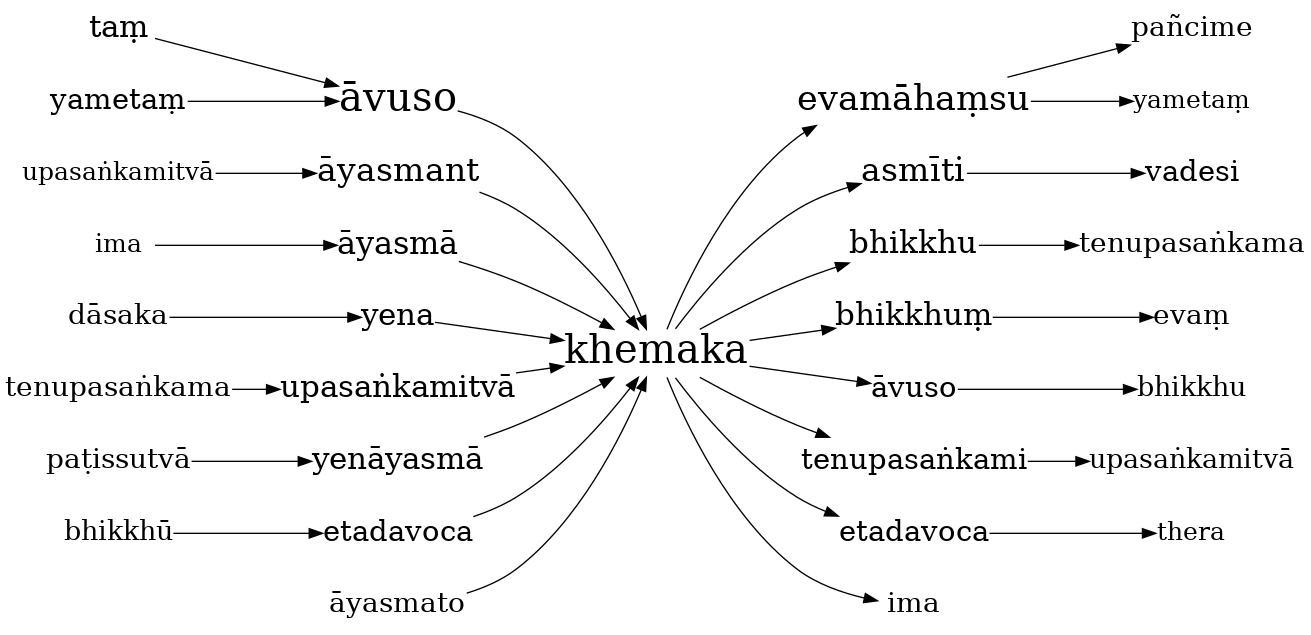 taṃ
pañcime
yametaṃ
āvuso
evamāhaṃsu
yametaṃ
upasaṅkamitvā
āyasmant
asmīti
vadesi
ima
āyasmā
bhikkhu
tenupasaṅkama
dāsaka
yena
bhikkhuṃ
evaṃ
khemaka
tenupasaṅkama
upasaṅkamitvā
āvuso
bhikkhu
paṭissutvā
yenāyasmā
tenupasaṅkami
upasaṅkamitvā
bhikkhū
etadavoca
etadavoca
thera
āyasmato
ima